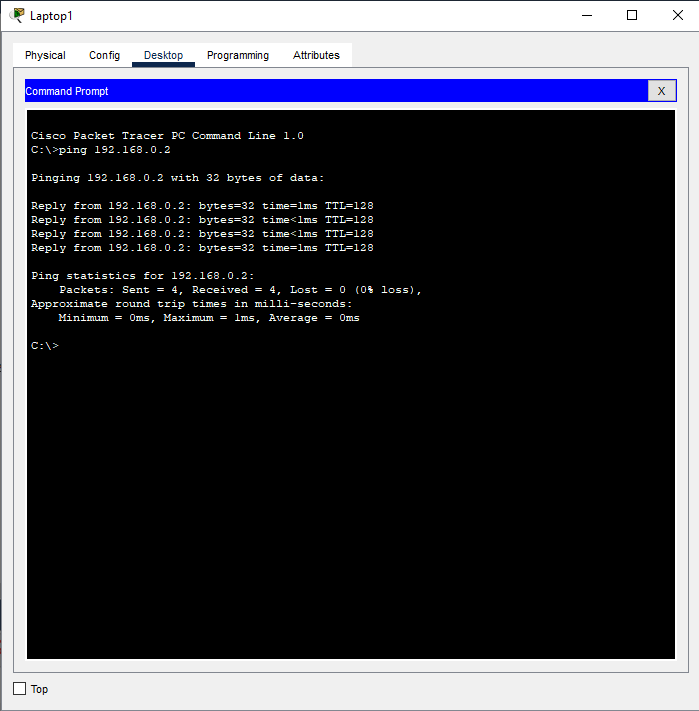 Laptop1
Physical Config Desktop Programming Attributes
Command Prompt X
Cisco Packet Tracer PC Command Line 1.0
C:\>ping 192.168.0.2
Pinging 192.168.0.2 with 32 bytes of data:
Reply from 192.168.0.2: bytes=32 time=1ms TTL=128
Reply from 192.168.0.2: bytes=32 time<1ms TTL=128
Reply from 192.168.0.2: bytes=32 time<1ms TTL=128
Reply from 192.168.0.2: bytes=32 time=1ms TTL=128
Ping statistics for 192.168.0.2:
Packets: Sent = 4, Received = 4, Lost = 0 (0% loss),
Approximate round trip times in milli-seconds:
Minimum = 0ms, Maximum = 1ms, Average = 0ms
C:\>
Top